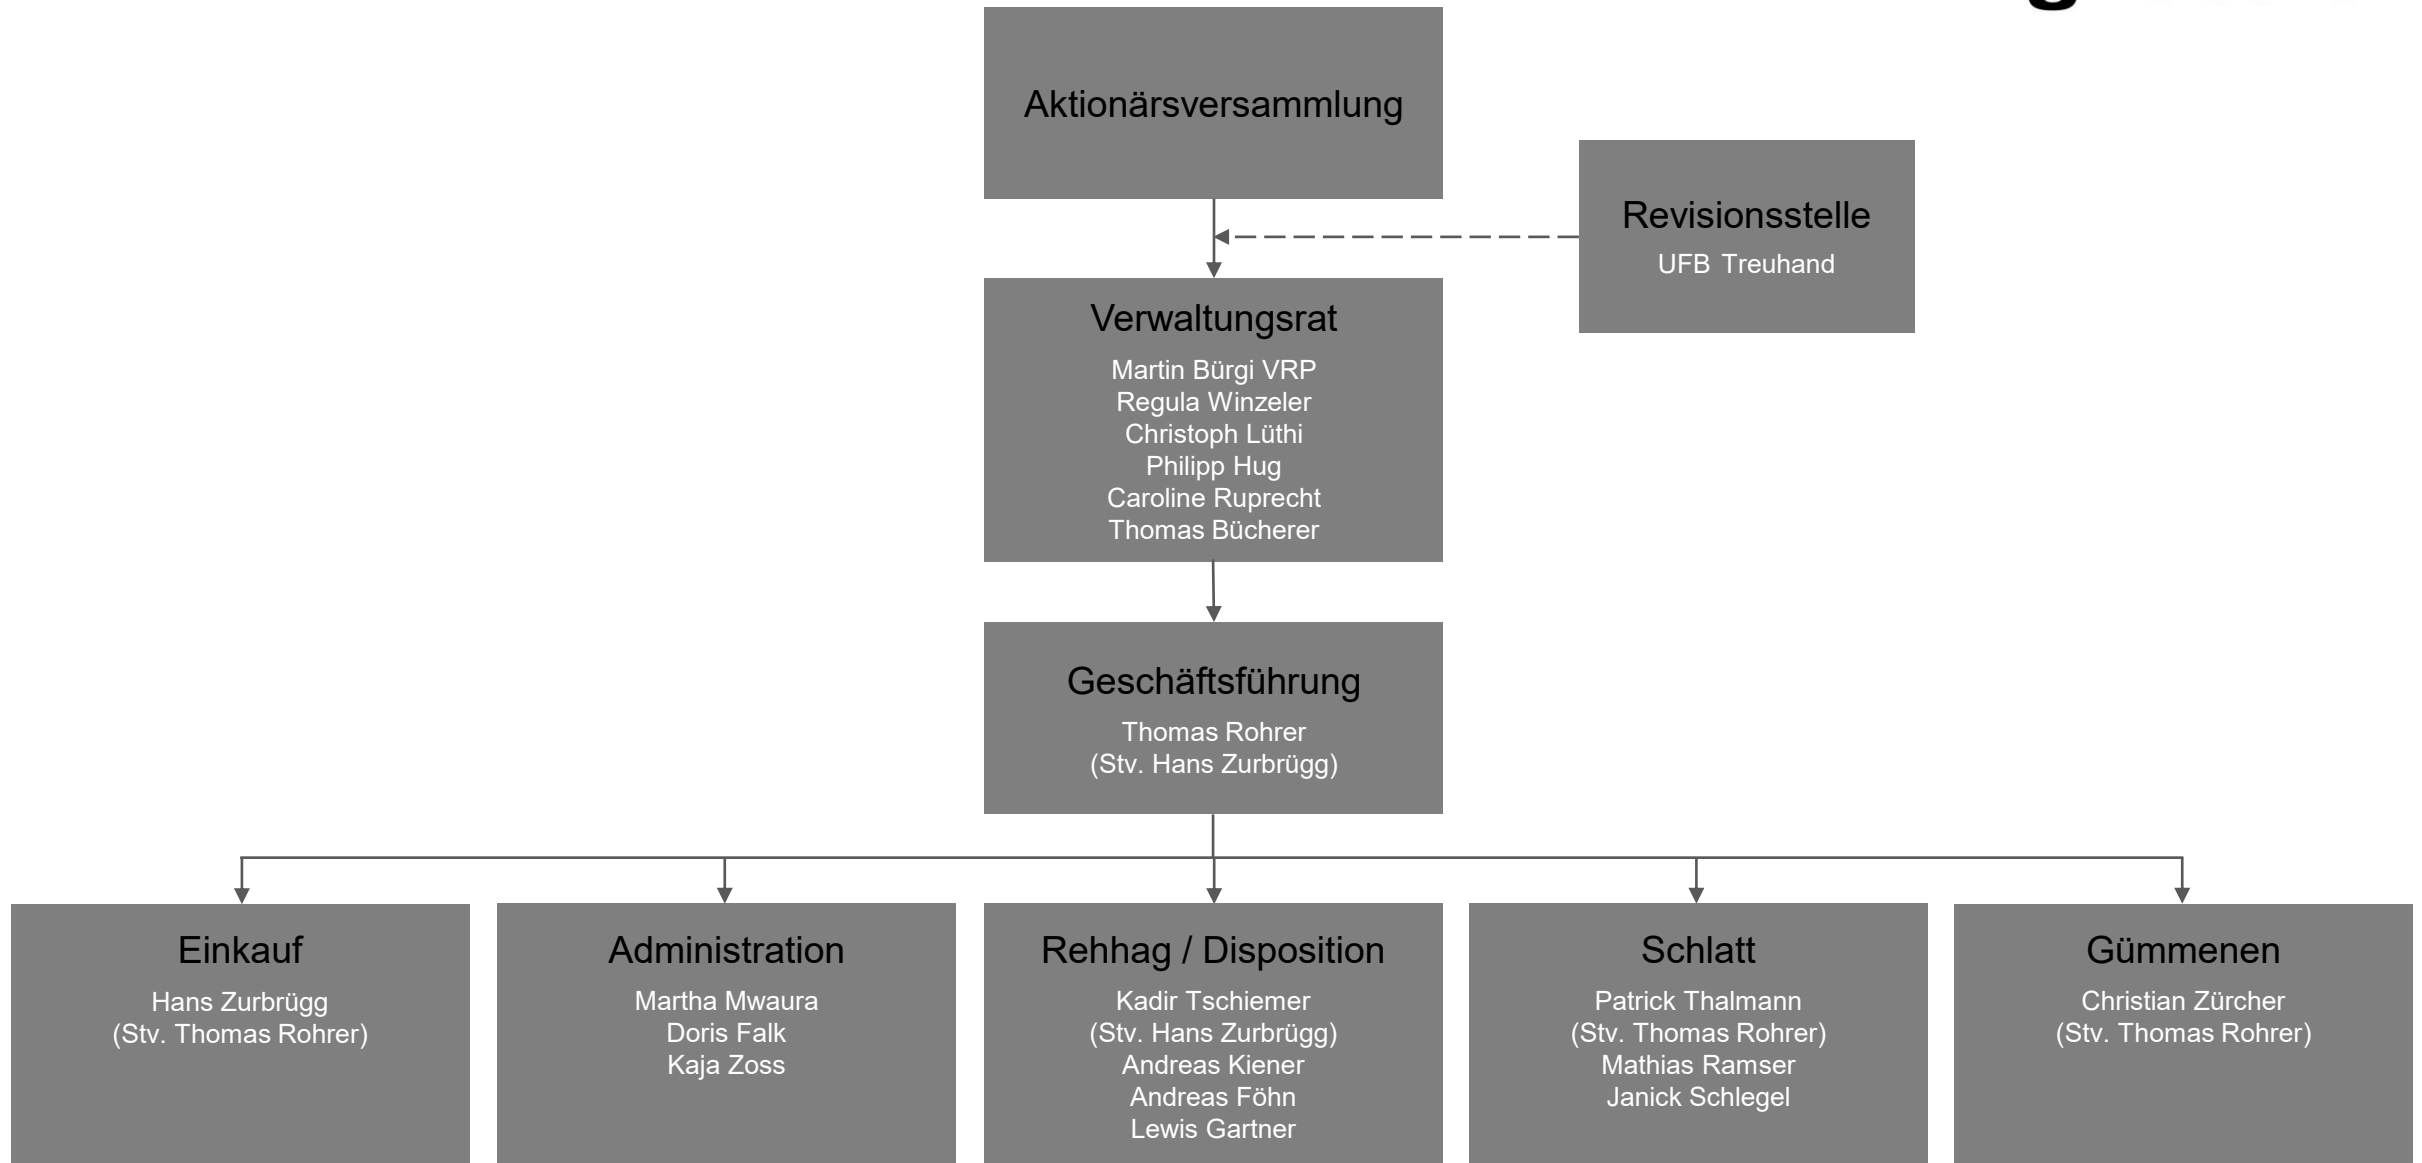 Aktionärsversammlung
Revisionsstelle
UFB Treuhand
Verwaltungsrat
Martin Bürgi VRP
Regula Winzeler
Christoph Lüthi
Philipp Hug
Caroline Ruprecht
Thomas Bücherer
Geschäftsführung
Thomas Rohrer
(Stv. Hans Zurbrügg)
Einkauf
Hans Zurbrügg
(Stv. Thomas Rohrer)
Administration
Martha Mwaura
Doris Falk
Kaja Zoss
Rehhag / Disposition
Kadir Tschiemer
(Stv. Hans Zurbrügg)
Andreas Kiener
Andreas Föhn
Lewis Gartner
Schlatt
Patrick Thalmann
(Stv. Thomas Rohrer)
Mathias Ramser
Janick Schlegel
Gümmenen
Christian Zürcher
(Stv. Thomas Rohrer)